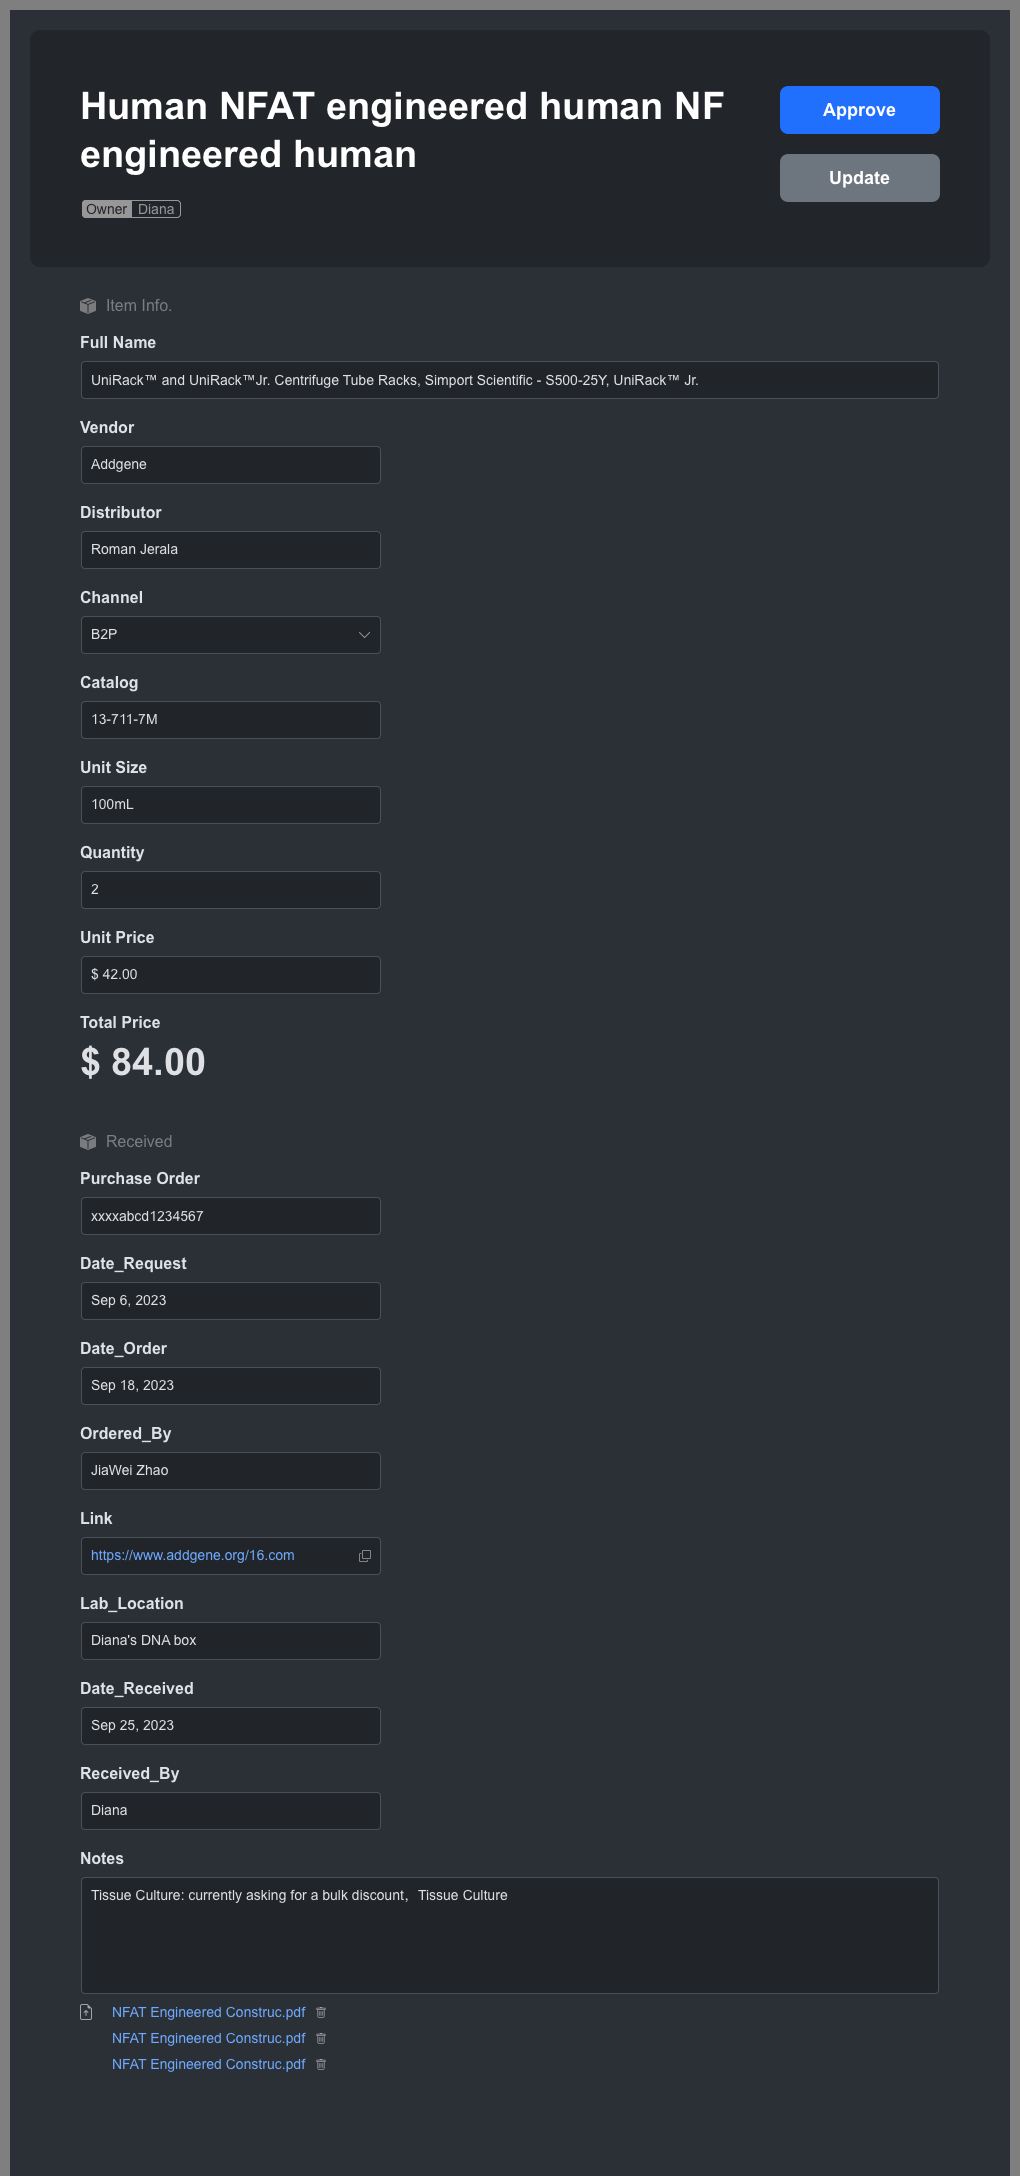 Human NFAT engineered human NF
engineered human
Approve
Update
Owner Diana
Item Info.
Full Name
UniRack™ and UniRack™Jr. Centrifuge Tube Racks, Simport Scientific - S500-25Y, UniRack™ Jr.
Vendor
Addgene
Distributor
Roman Jerala
Channel
B2P
Catalog
13-711-7M
Unit Size
100mL
Quantity
2
Unit Price
$ 42.00
Total Price
$ 84.00
Received
Purchase Order
xxxxabcd1234567
Date_Request
Sep 6, 2023
Date_Order
Sep 18, 2023
Ordered_By
JiaWei Zhao
Link
https://www.addgene.org/16.com
Lab_Location
Diana's DNA box
Date_Received
Sep 25, 2023
Received_By
Diana
Notes
Tissue Culture: currently asking for a bulk discount，Tissue Culture
NFAT Engineered Construc.pdf
NFAT Engineered Construc.pdf
NFAT Engineered Construc.pdf